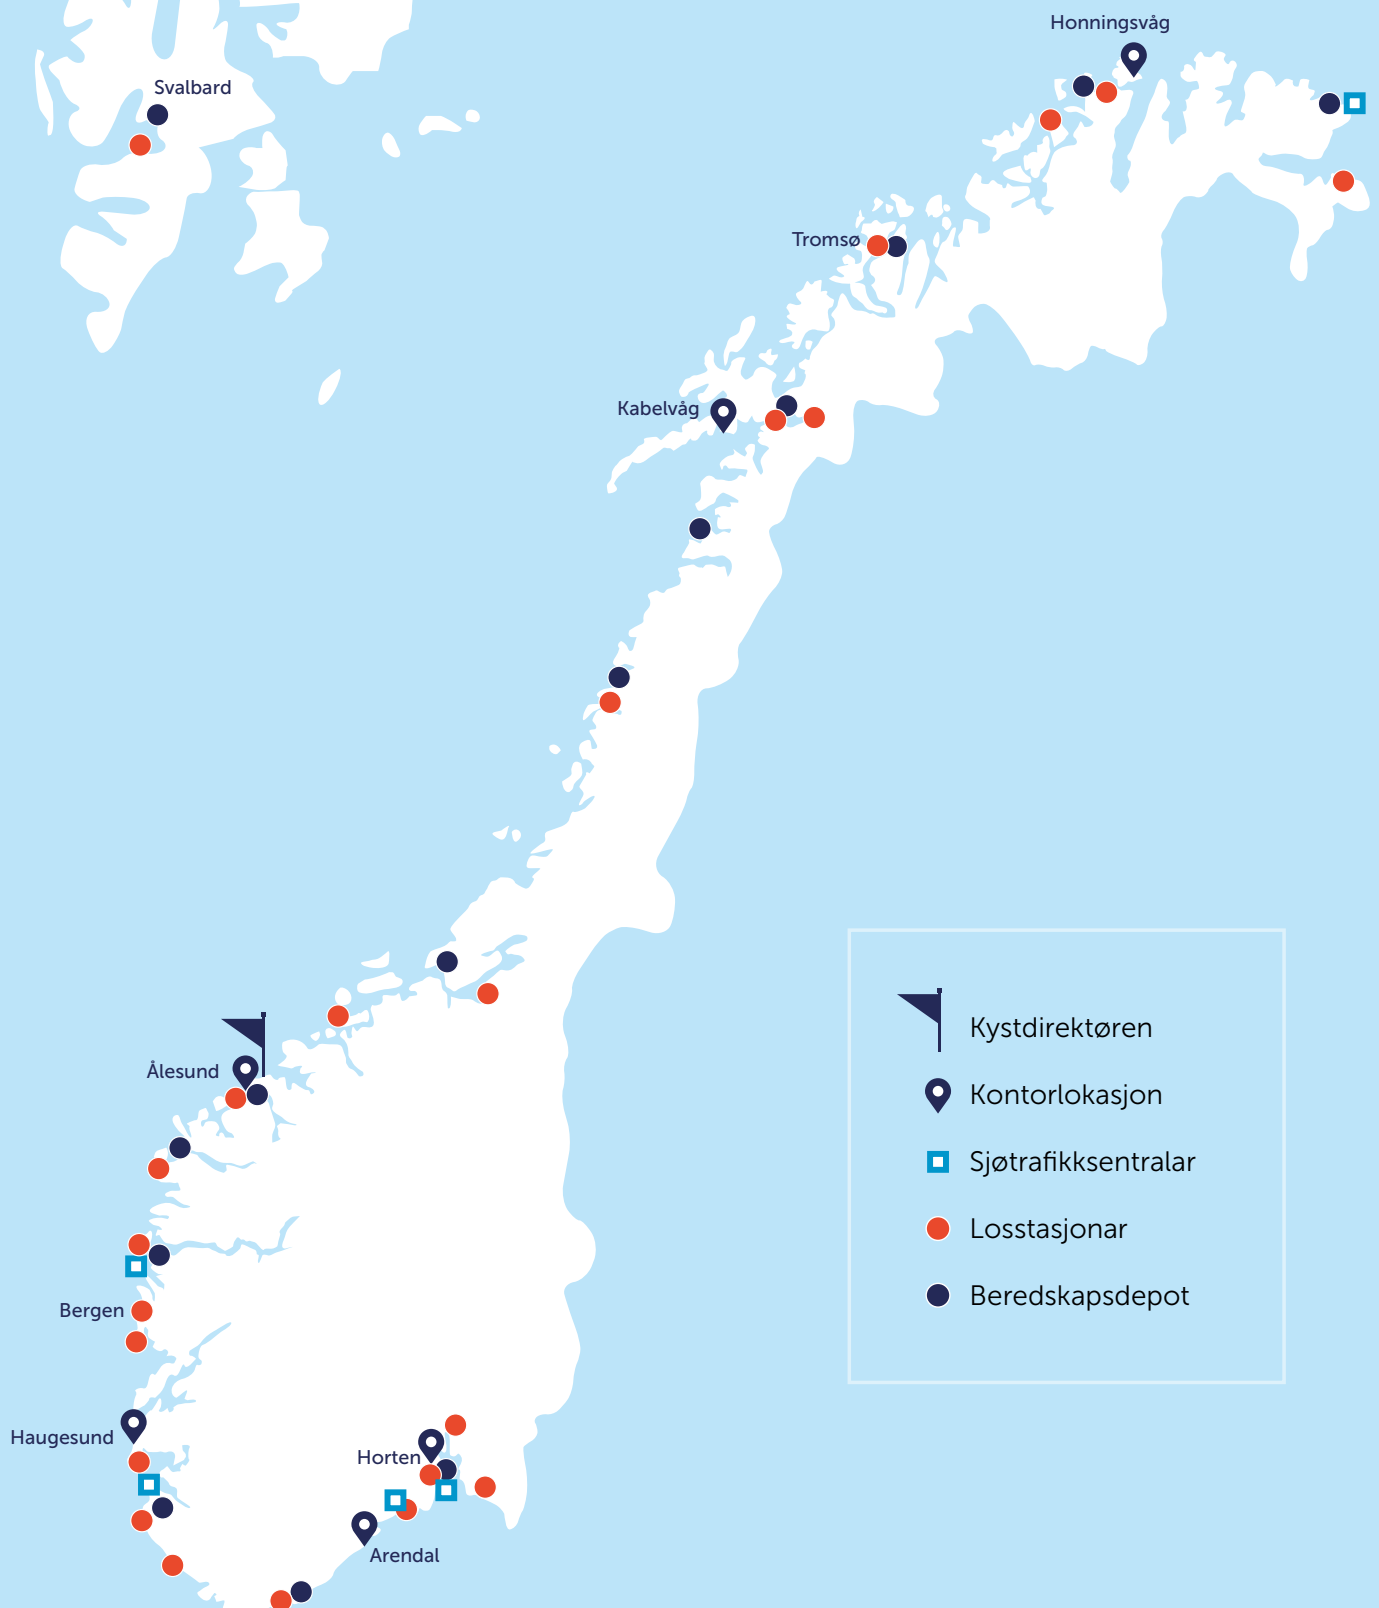 Honningsvåg
Svalbard
Tromsø
Kabelvåg
Kystdirektøren
Ålesund
Kontorlokasjon
Sjøtrafikksentralar
Losstasjonar
Beredskapsdepot
Bergen
Haugesund
Horten
Arendal